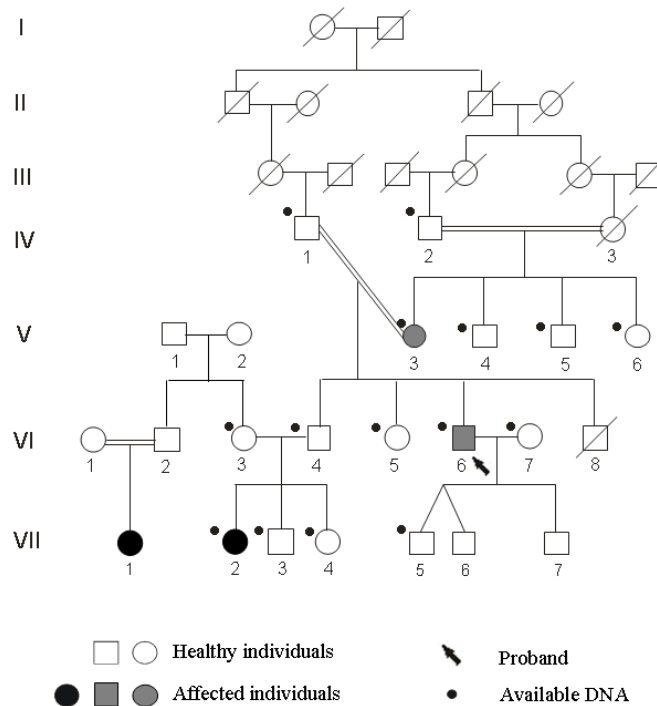 I
II
III
IV
1
2
3
V
1
2
3
4
5
6
VI
1
2
3
4
5
6
7
8
VII
1
2
3
4
5
6
7
Healthy individuals
Proband
Affected individuals
Available DNA